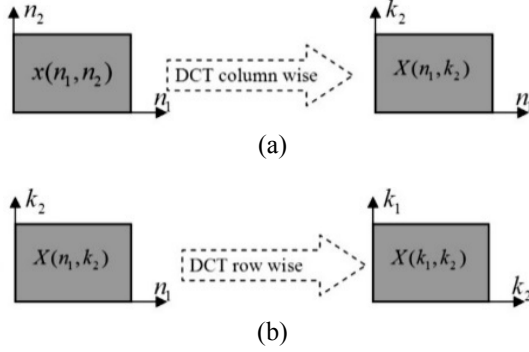 n₂
k₂
x(n₁,n₂)
DCT column wise
X(n₁,k₂)
n₁
(a)
k₂
k₁
X(n₁,k₂)
DCT row wise
X(k₁,k₂)
n₁
k₂
(b)